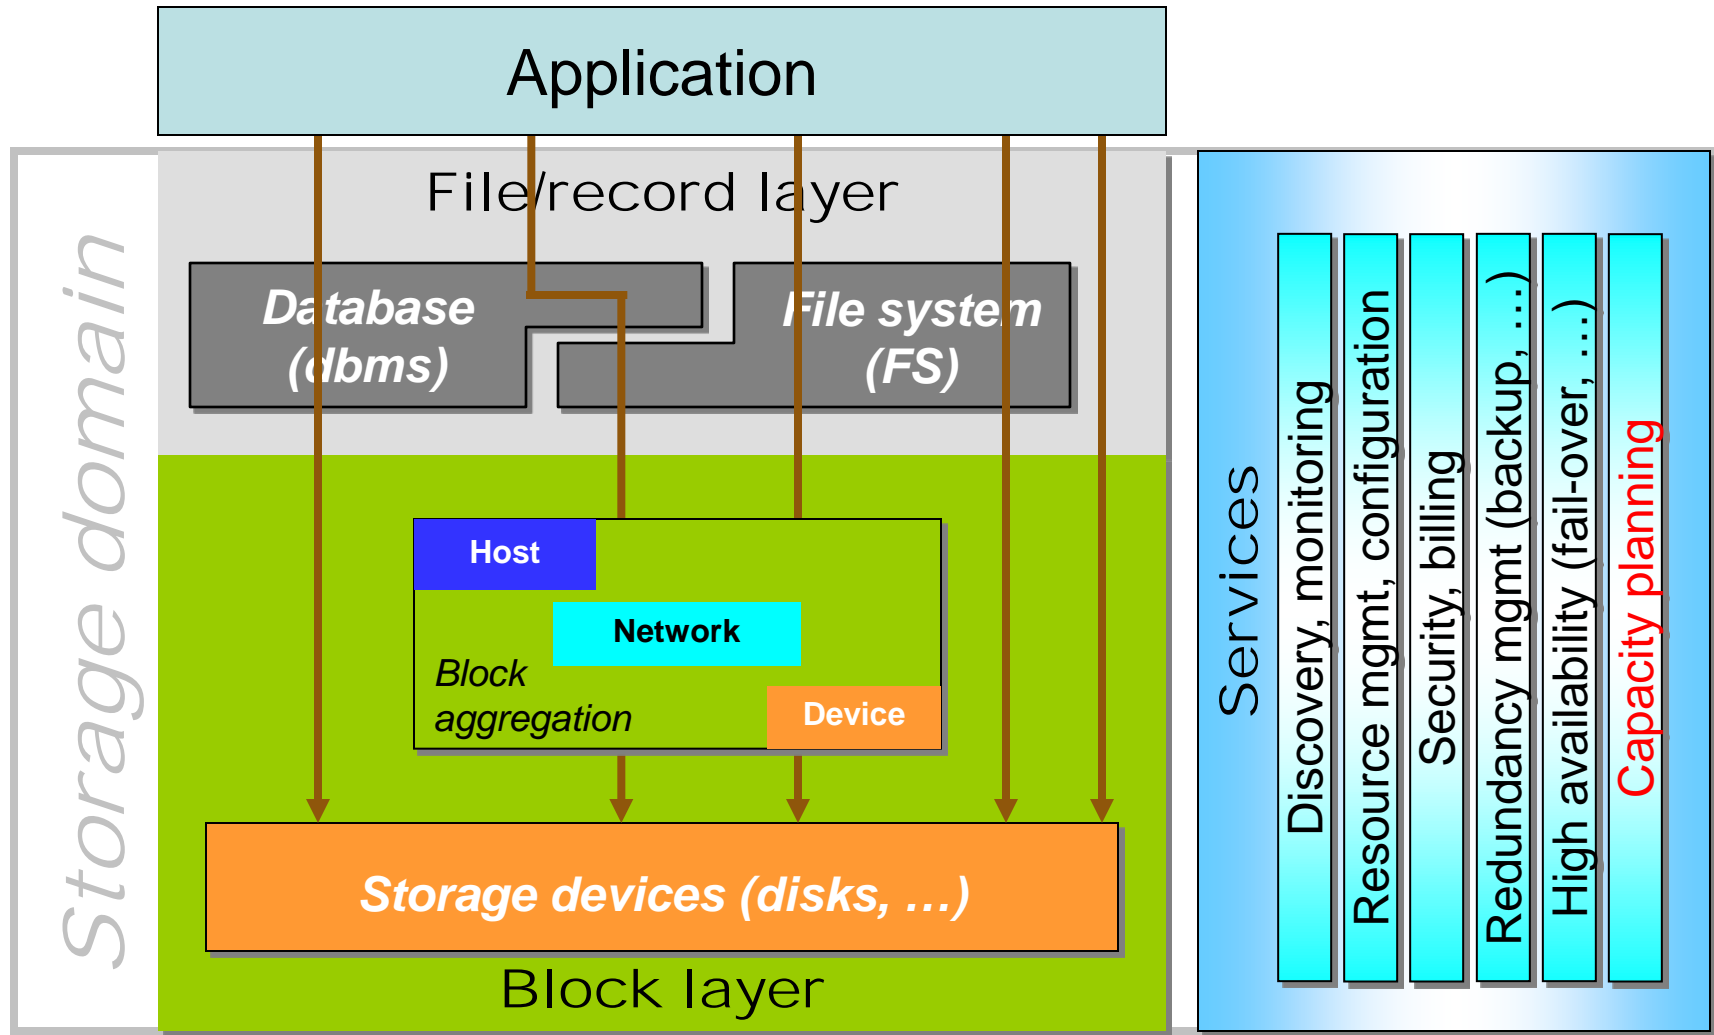 Application
Storage domain
File/record layer
Database
(dbms)
File system
(FS)
Host
Network
Device
Block
aggregation
Storage devices (disks, …)
Block layer
Services
Discovery, monitoring
Resource mgmt, configuration
Security, billing
Redundancy mgmt (backup, …)
High availability (fail-over, …)
Capacity planning